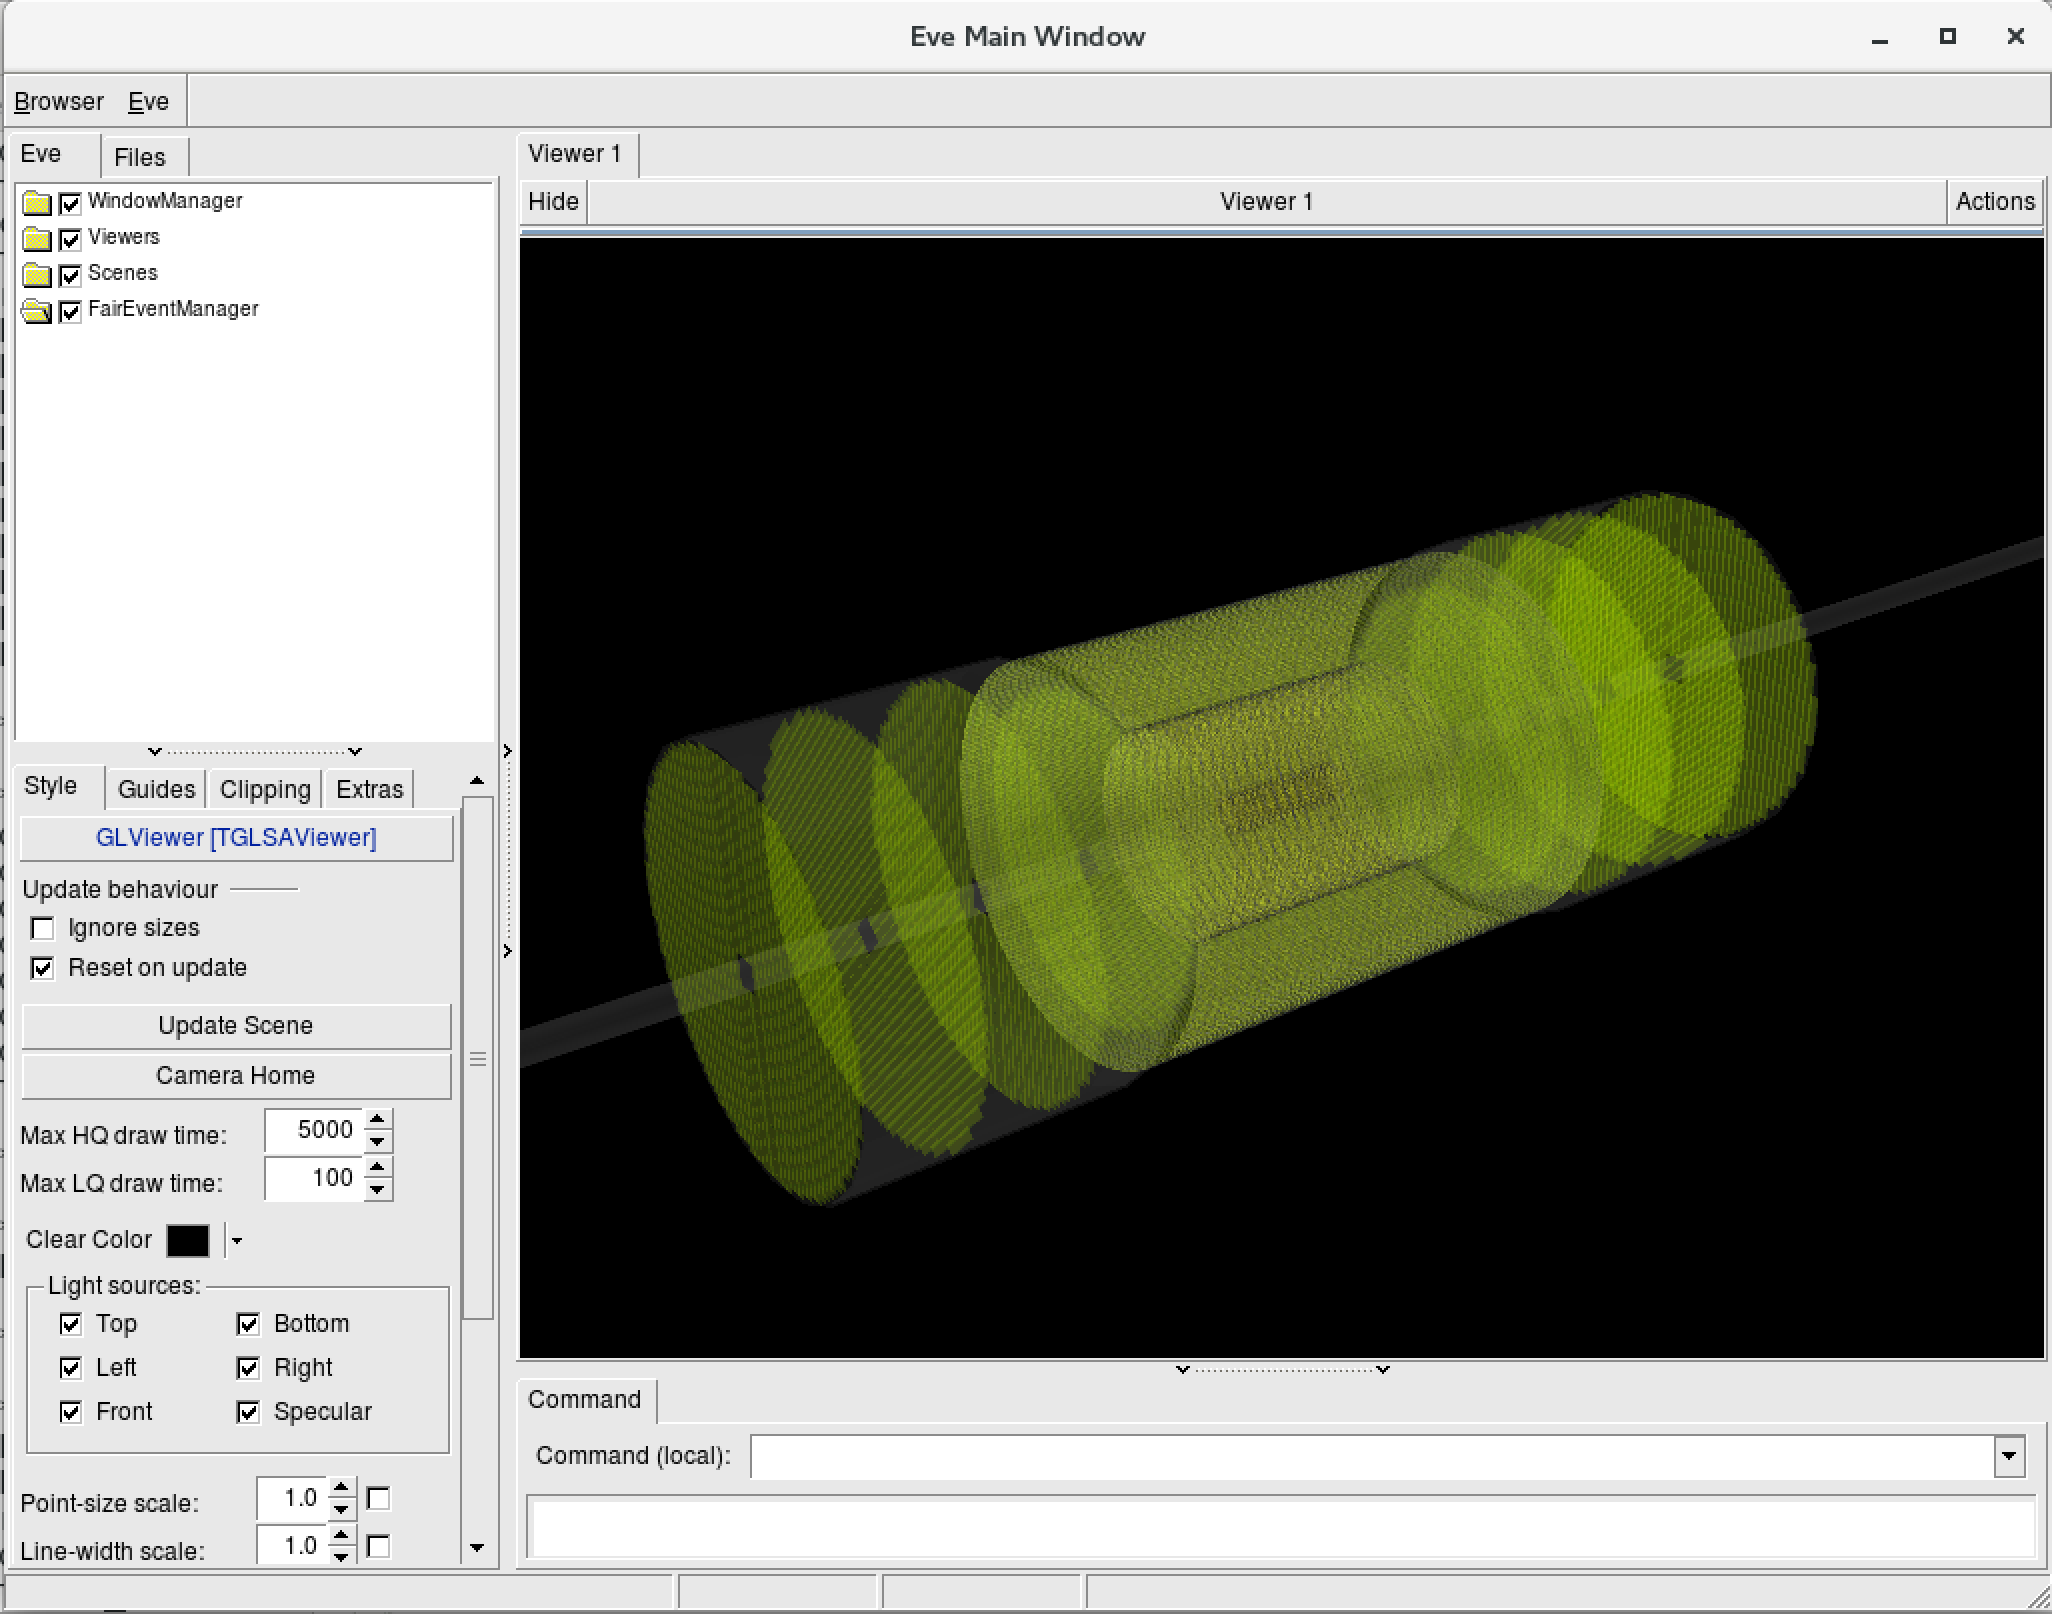 Eve Main Window
Browser Eve
Eve Files
WindowManager
Viewers
Scenes
FairEventManager
Viewer 1
Hide Viewer 1 Actions
Style Guides Clipping Extras
GLViewer [TGLSAViewer]
Update behaviour
Ignore sizes
Reset on update
Update Scene
Camera Home
Max HQ draw time: 5000
Max LQ draw time: 100
Clear Color
Light sources:
Top Bottom
Left Right
Front Specular
Point-size scale: 1.0
Line-width scale: 1.0
Command
Command (local):